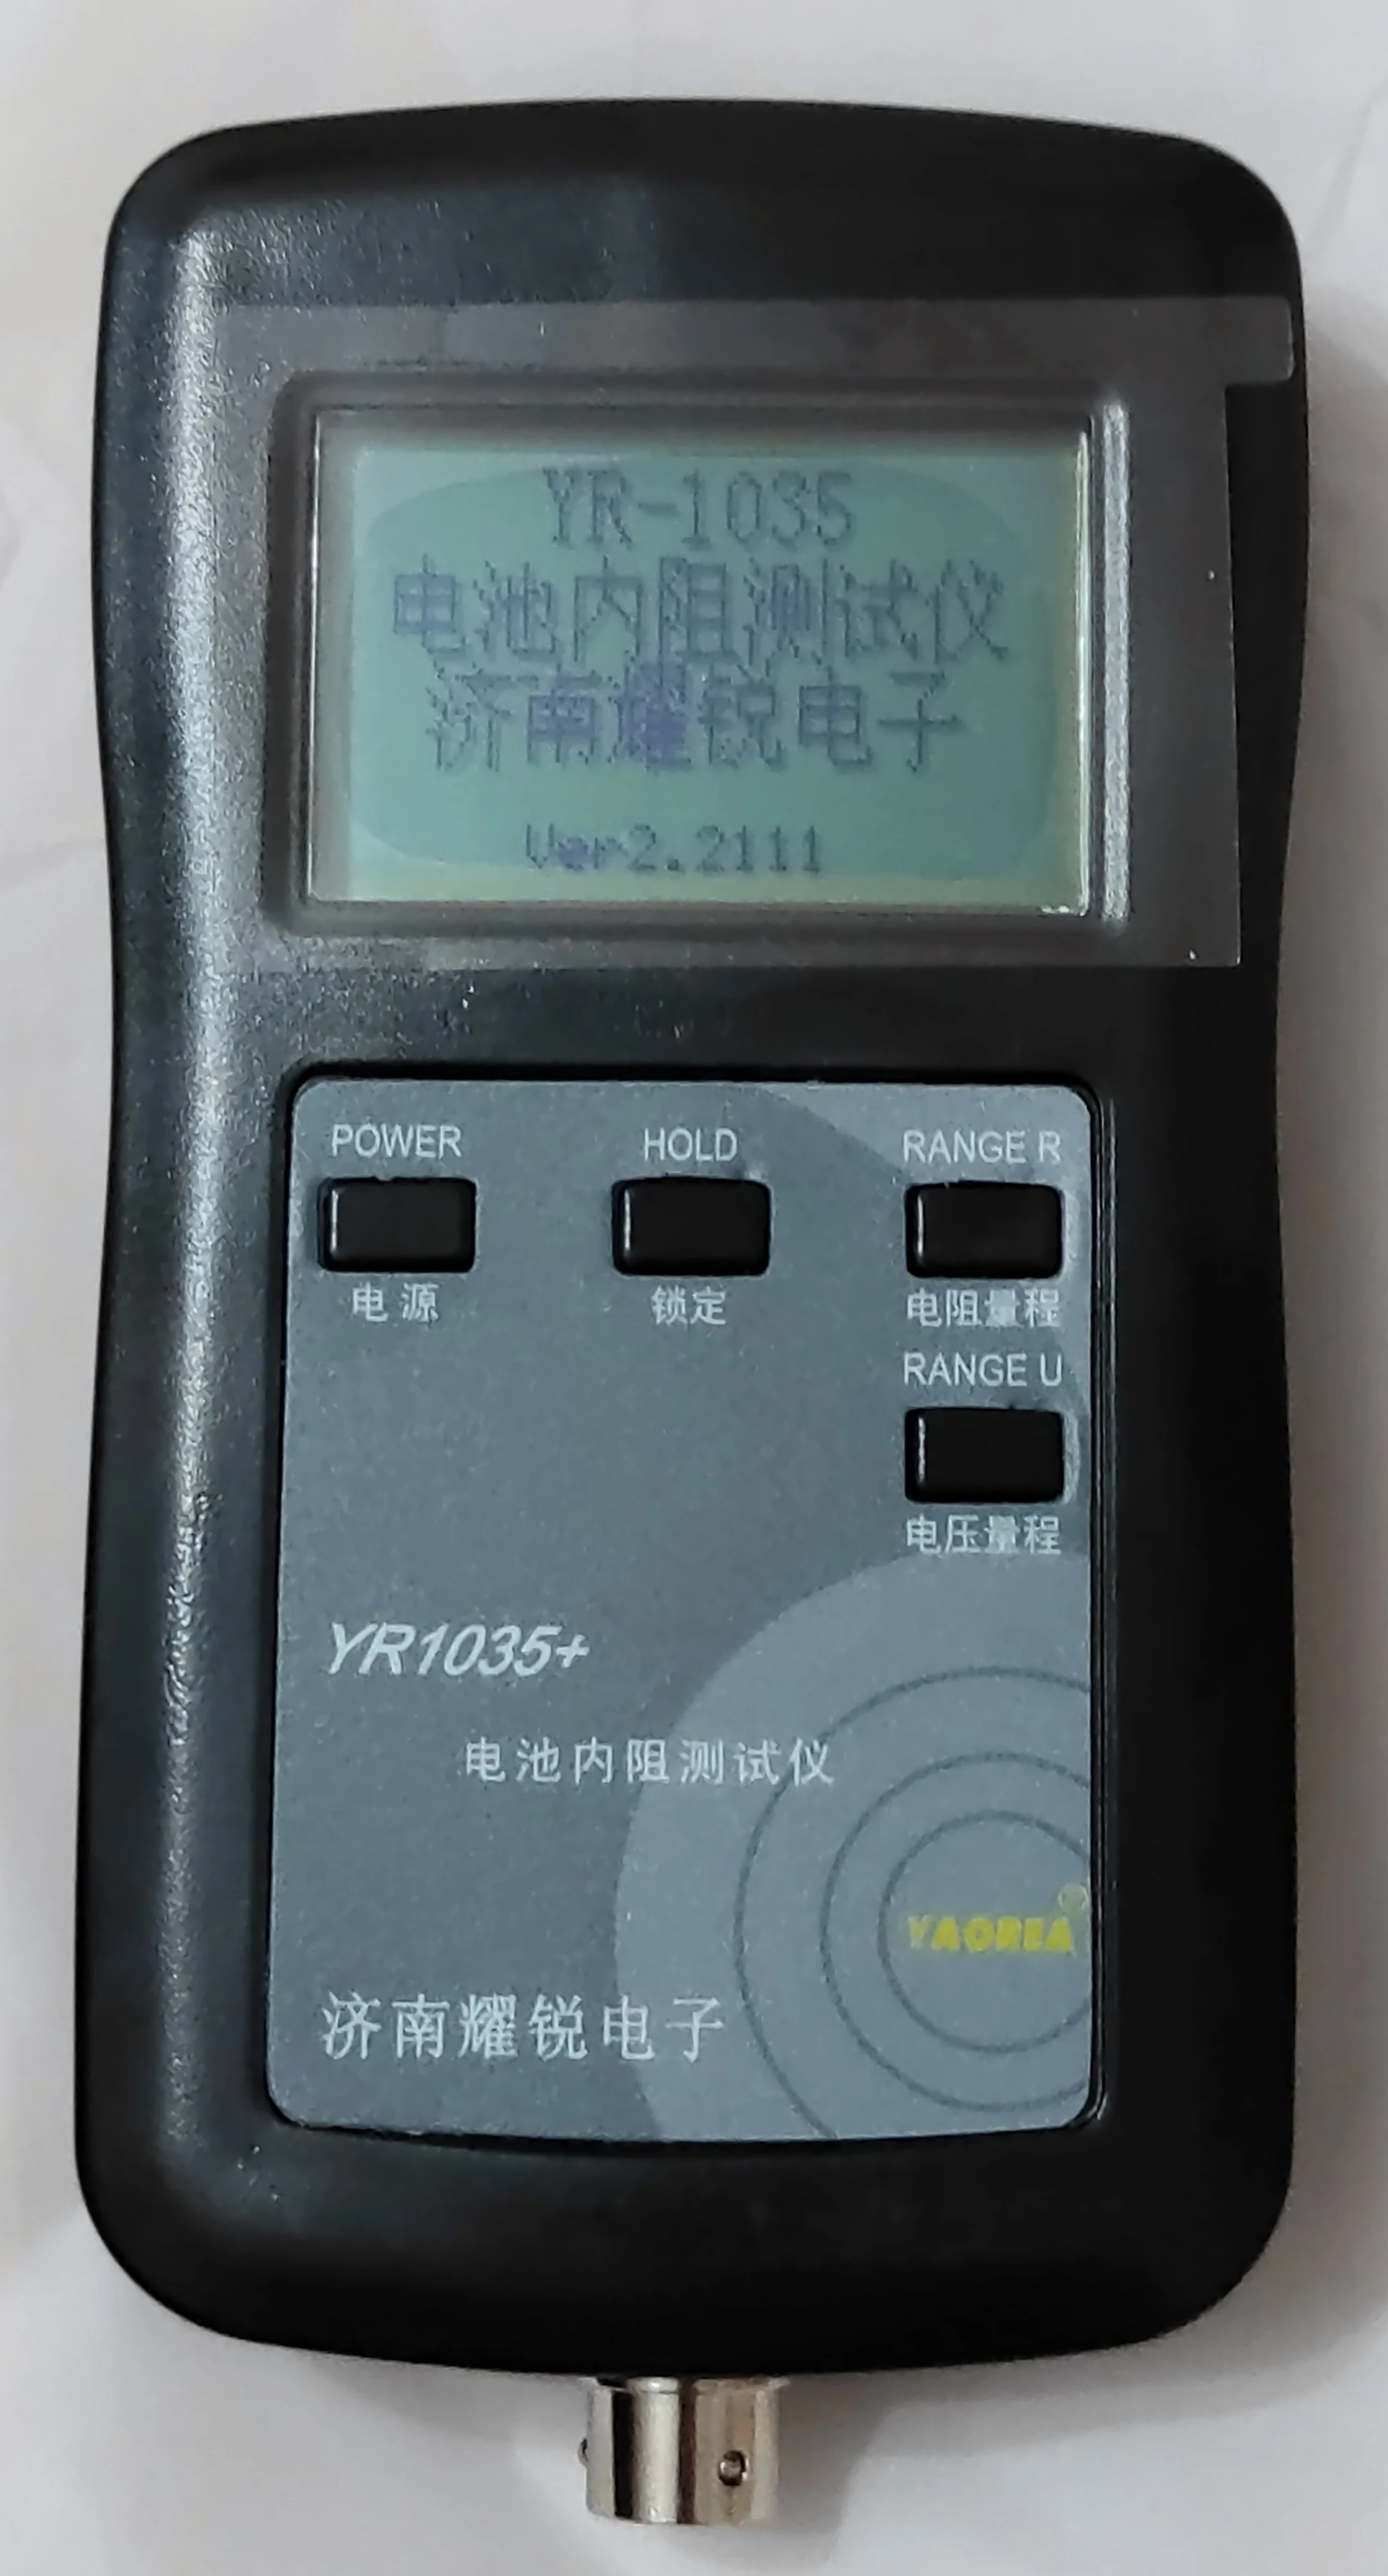 YR-1035
电池内阻测试仪
济南耀锐电子
Ver2.2111
POWER
HOLD
RANGE R
电源
锁定
电阻量程
RANGE U
电压量程
YR1035+
电池内阻测试仪
YAOREA
济南耀锐电子